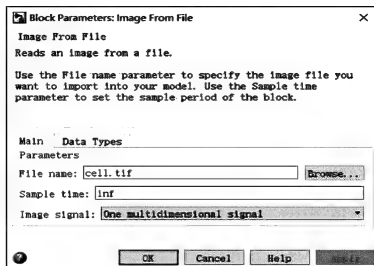 Block Parameters: Image From File
Image From File
Reads an image from a file.
Use the File name parameter to specify the image file you
want to import into your model. Use the Sample time
parameter to set the sample period of the block.
Main Data Types
Parameters
File name: cell.tif Browse...
Sample time: inf
Image signal: One multidimensional signal
OK Cancel Help Apply